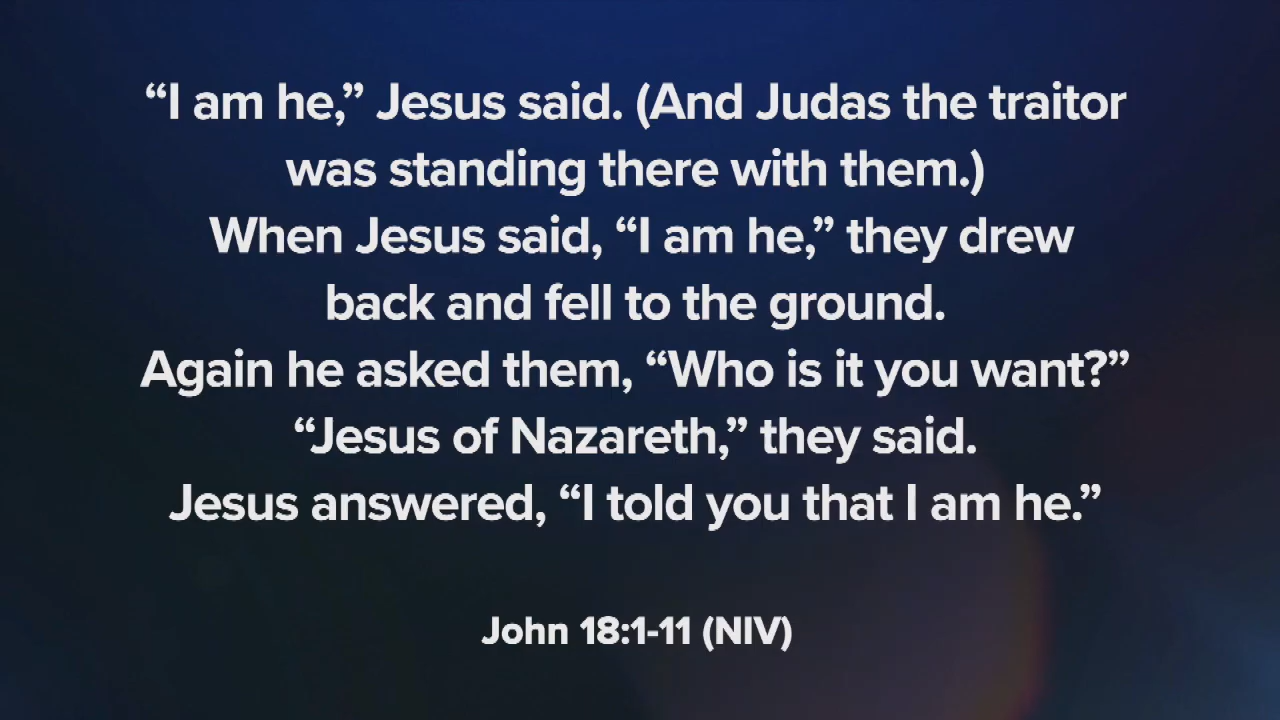 “I am he,” Jesus said. (And Judas the traitor
was standing there with them.)
When Jesus said, “I am he,” they drew
back and fell to the ground.
Again he asked them, “Who is it you want?”
“Jesus of Nazareth,” they said.
Jesus answered, “I told you that I am he.”
John 18:1-11 (NIV)